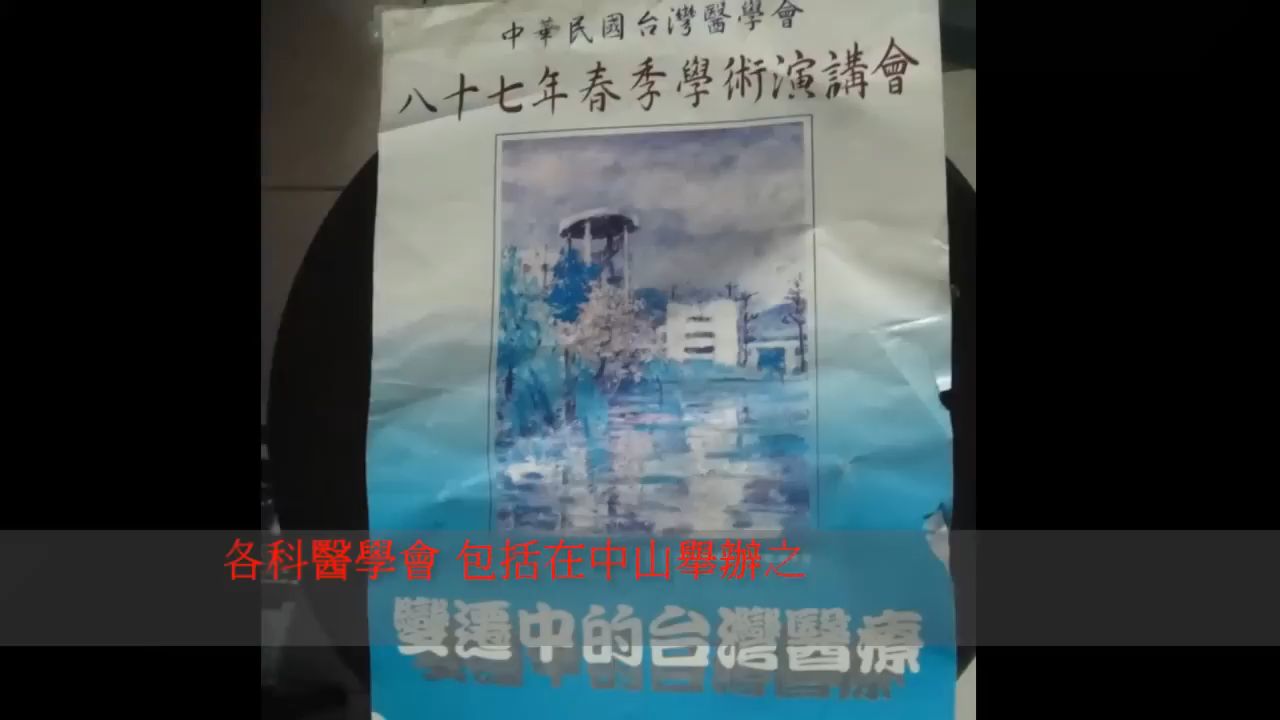 中華民國台灣醫學會
八十七年春季學術演講會
各科醫學會 包括在中山舉辦之
變遷中的台灣醫療